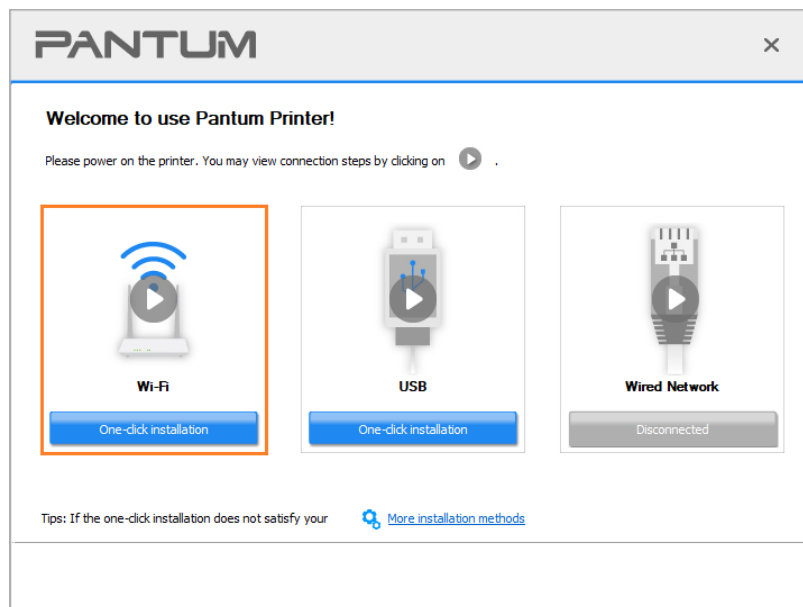 PANTUM
Welcome to use Pantum Printer!
Please power on the printer. You may view connection steps by clicking on .
Wi-Fi
USB
Wired Network
One-click installation
One-click installation
Disconnected
Tips: If the one-click installation does not satisfy your
More installation methods